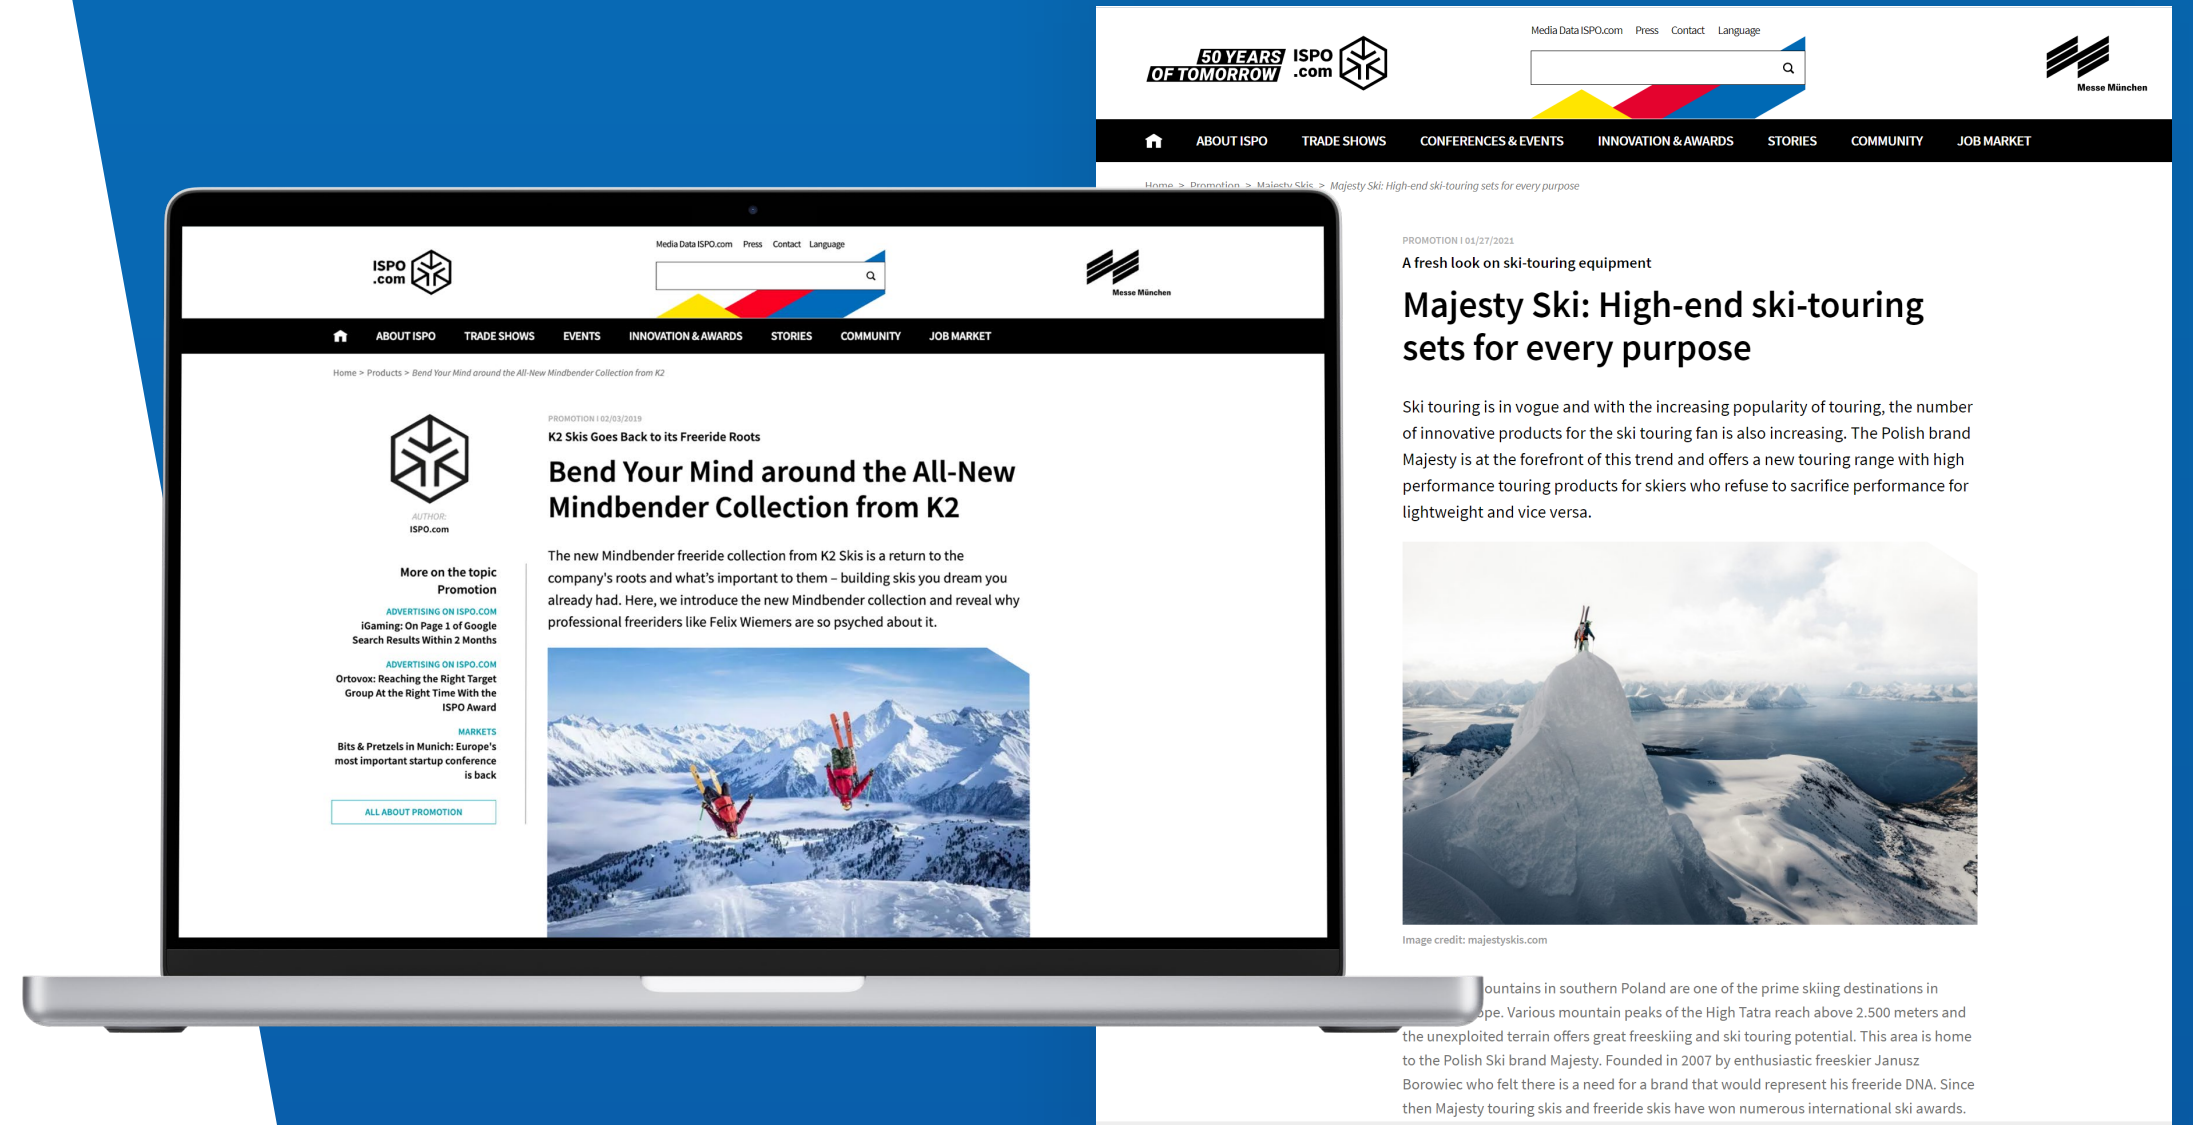 Media Data ISPO.com Press Contact Language
50 YEARS
OF TOMORROW
ISPO
.com
Messe München
ABOUT ISPO TRADE SHOWS CONFERENCES & EVENTS INNOVATION & AWARDS STORIES COMMUNITY JOB MARKET
Home > Promotion > Majesty Skis > Majesty Ski: High-end ski-touring sets for every purpose
PROMOTION I 01/27/2021
A fresh look on ski-touring equipment
Majesty Ski: High-end ski-touring
sets for every purpose
Ski touring is in vogue and with the increasing popularity of touring, the number
of innovative products for the ski touring fan is also increasing. The Polish brand
Majesty is at the forefront of this trend and offers a new touring range with high
performance touring products for skiers who refuse to sacrifice performance for
lightweight and vice versa.
Image credit: majestyskis.com
in southern Poland are one of the prime skiing destinations in
Various mountain peaks of the High Tatra reach above 2.500 meters and
the unexploited terrain offers great freeskiing and ski touring potential. This area is home
to the Polish Ski brand Majesty. Founded in 2007 by enthusiastic freeskier Janusz
Borowiec who felt there is a need for a brand that would represent his freeride DNA. Since
then Majesty touring skis and freeride skis have won numerous international ski awards.
Media Data ISPO.com Press Contact Language
ISPO
.com
Messe München
ABOUT ISPO TRADE SHOWS EVENTS INNOVATION & AWARDS STORIES COMMUNITY JOB MARKET
Home > Products > Bend Your Mind around the All-New Mindbender Collection from K2
AUTHOR:
ISPO.com
More on the topic
Promotion
ADVERTISING ON ISPO.COM
iGaming: On Page 1 of Google
Search Results Within 2 Months
ADVERTISING ON ISPO.COM
Ortovox: Reaching the Right Target
Group At the Right Time With the
ISPO Award
MARKETS
Bits & Pretzels in Munich: Europe's
most important startup conference
is back
ALL ABOUT PROMOTION
PROMOTION I 02/03/2019
K2 Skis Goes Back to its Freeride Roots
Bend Your Mind around the All-New
Mindbender Collection from K2
The new Mindbender freeride collection from K2 Skis is a return to the
company's roots and what's important to them – building skis you dream you
already had. Here, we introduce the new Mindbender collection and reveal why
professional freeriders like Felix Wiemers are so psyched about it.